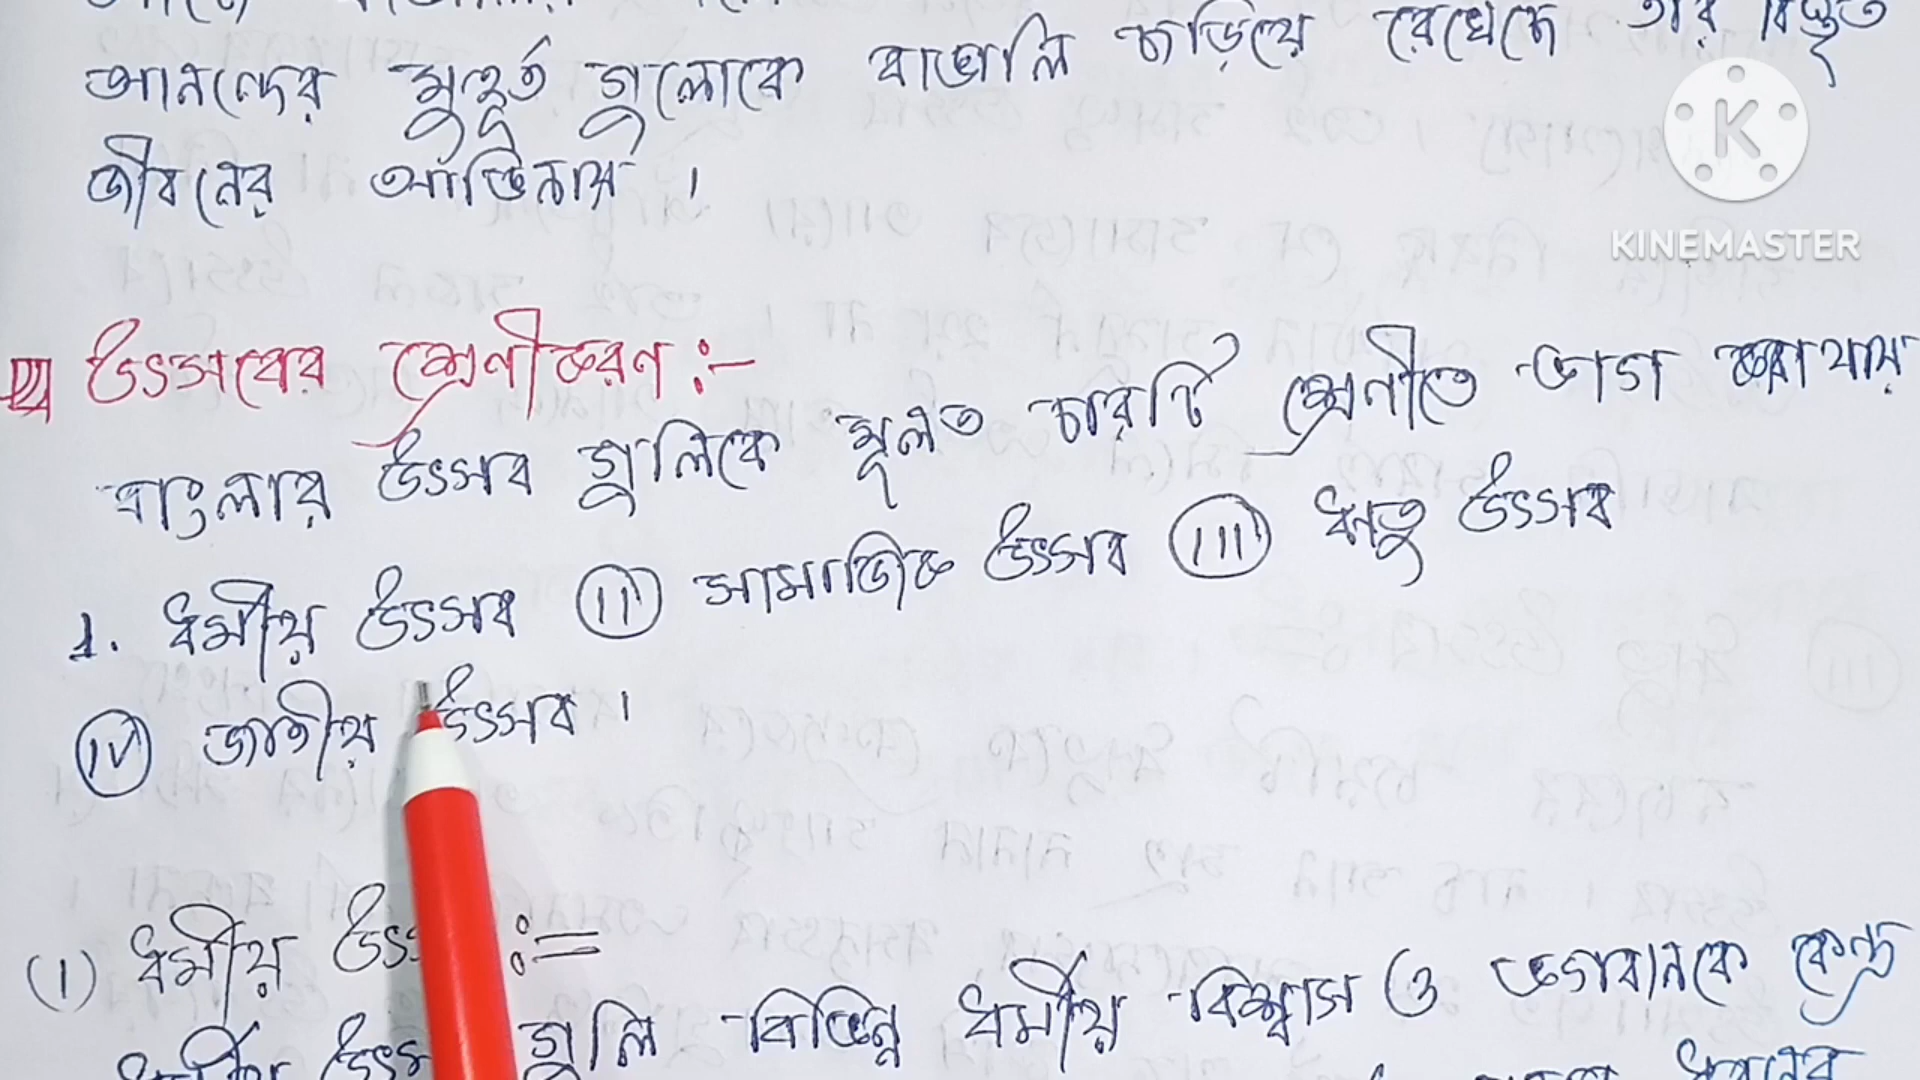 আনন্দের মুহূর্ত গুলোকে বাঙালি জড়িয়ে রেখেছে তার বিস্তৃত
জীবনের আঙিনায় ।
KINEMASTER
উৎসবের শ্রেণীকরণ :-
বাংলার উৎসব গুলিকে মূলত চারটি শ্রেণীতে ভাগ করা যায়
1. ধর্মীয় উৎসব (II) সামাজিক উৎসব (III) ঋতু উৎসব
(IV) জাতীয় উৎসব ।
(1) ধর্মীয় :=
গুলি বিভিন্ন ধর্মীয় বিশ্বাস ও ভগবানকে কেন্দ্র